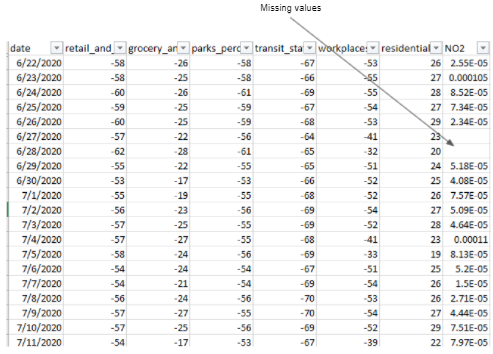 Missing values
date retail_and_ grocery_an parks_perc transit_sta workplaces residential NO2
6/22/2020 -58 -26 -58 -67 -53 26 2.55E-05
6/23/2020 -58 -25 -58 -66 -55 27 0.000105
6/24/2020 -60 -26 -61 -69 -55 28 8.52E-05
6/25/2020 -59 -25 -59 -67 -54 27 7.34E-05
6/26/2020 -60 -25 -59 -68 -53 29 2.34E-05
6/27/2020 -57 -22 -56 -64 -41 23
6/28/2020 -62 -28 -61 -65 -32 20
6/29/2020 -55 -22 -55 -65 -51 24 5.18E-05
6/30/2020 -53 -17 -53 -66 -52 25 4.08E-05
7/1/2020 -55 -19 -55 -68 -52 26 7.57E-05
7/2/2020 -56 -23 -56 -69 -54 27 5.09E-05
7/3/2020 -57 -25 -55 -69 -52 28 4.64E-05
7/4/2020 -57 -27 -55 -68 -41 23 0.00011
7/5/2020 -58 -24 -56 -69 -33 19 8.13E-05
7/6/2020 -54 -24 -54 -67 -51 25 5.2E-05
7/7/2020 -54 -21 -54 -69 -54 26 1.5E-05
7/8/2020 -56 -24 -56 -70 -53 26 2.71E-05
7/9/2020 -57 -27 -55 -70 -54 27 4.44E-05
7/10/2020 -57 -25 -56 -69 -52 29 7.51E-05
7/11/2020 -54 -17 -53 -67 -39 22 7.97E-05